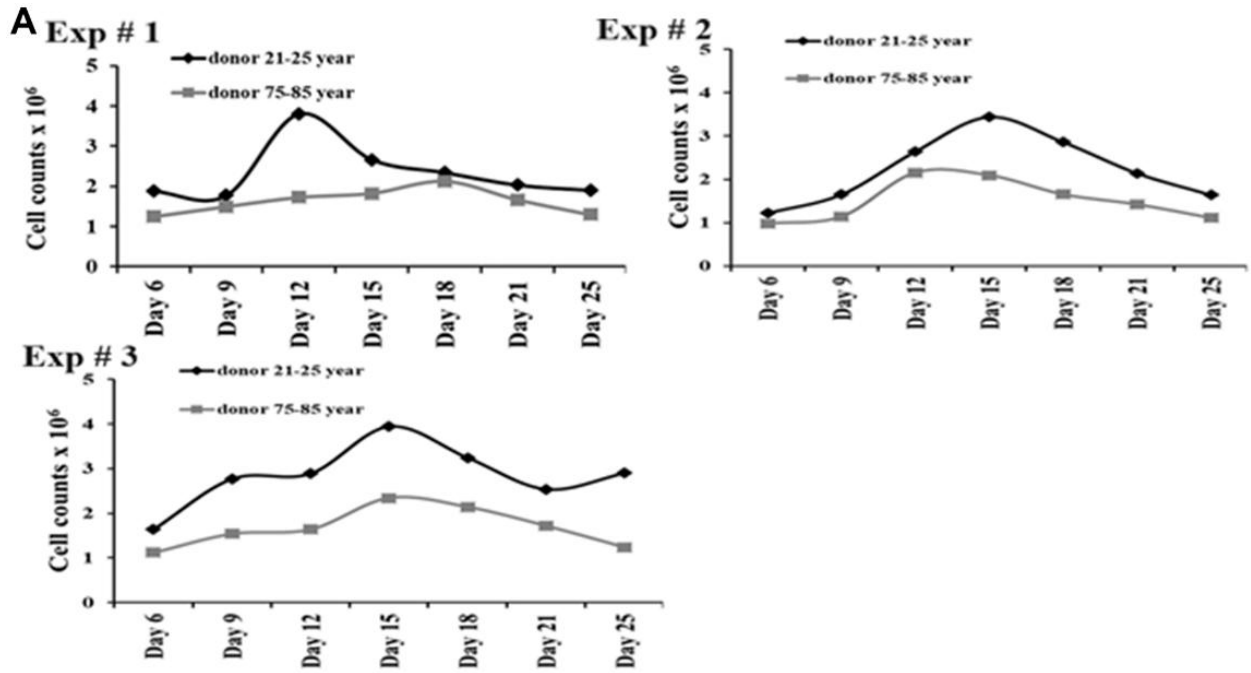 A
Exp # 1
donor 21-25 year
donor 75-85 year
Cell counts x 10⁶
5
4
3
2
1
0
Day 6
Day 9
Day 12
Day 15
Day 18
Day 21
Day 25
Exp # 2
donor 21-25 year
donor 75-85 year
Cell counts x 10⁶
5
4
3
2
1
0
Day 6
Day 9
Day 12
Day 15
Day 18
Day 21
Day 25
Exp # 3
donor 21-25 year
donor 75-85 year
Cell counts x 10⁶
5
4
3
2
1
0
Day 6
Day 9
Day 12
Day 15
Day 18
Day 21
Day 25